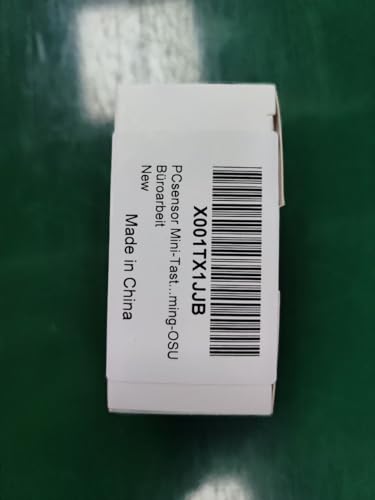 X001TX1JJB
PCsensor Mini-Tast...ming-OSU
Büroarbeit
New
Made in China